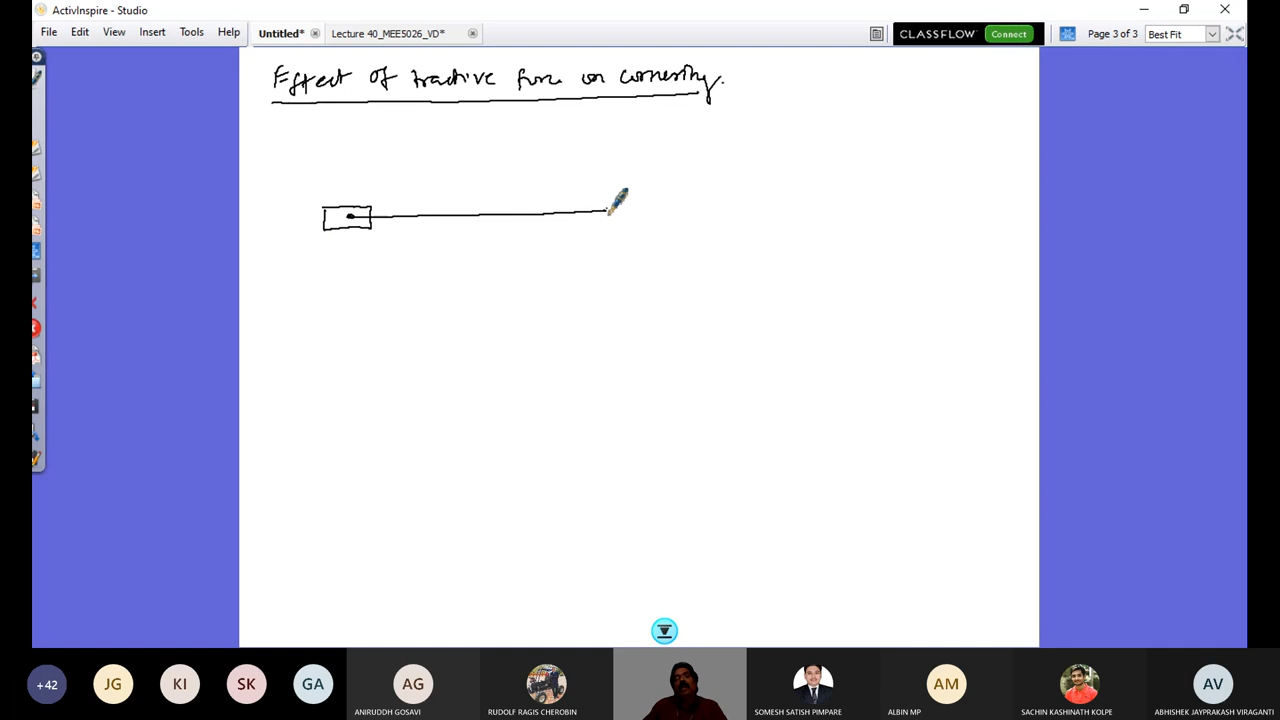 ActivInspire - Studio
File Edit View Insert Tools Help Untitled* Lecture 40_MEE5026_VD* CLASSFLOW Connect Page 3 of 3 Best Fit
Effect of tractive force on cornering.
+42 JG KI SK GA AG AM AV
ANIRUDDH GOSAVI RUDOLF RAGIS CHEROBIN SOMESH SATISH PIMPARE ALBIN MP SACHIN KASHINATH KOLPE ABHISHEK JAYPRAKASH VIRAGANTI